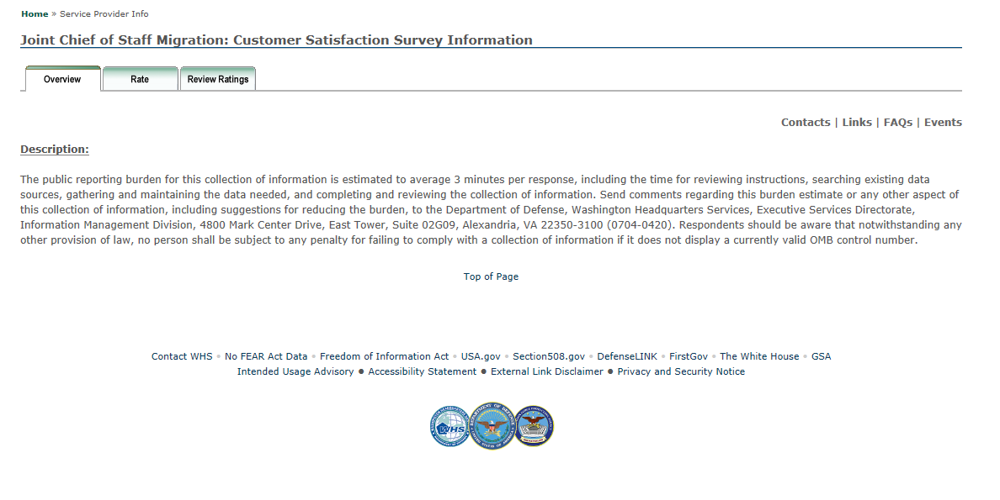 Home » Service Provider Info
Joint Chief of Staff Migration: Customer Satisfaction Survey Information
Overview Rate Review Ratings
Contacts | Links | FAQs | Events
Description:
The public reporting burden for this collection of information is estimated to average 3 minutes per response, including the time for reviewing instructions, searching existing data
sources, gathering and maintaining the data needed, and completing and reviewing the collection of information. Send comments regarding this burden estimate or any other aspect of
this collection of information, including suggestions for reducing the burden, to the Department of Defense, Washington Headquarters Services, Executive Services Directorate,
Information Management Division, 4800 Mark Center Drive, East Tower, Suite 02G09, Alexandria, VA 22350-3100 (0704-0420). Respondents should be aware that notwithstanding any
other provision of law, no person shall be subject to any penalty for failing to comply with a collection of information if it does not display a currently valid OMB control number.
Top of Page
Contact WHS • No FEAR Act Data • Freedom of Information Act • USA.gov • Section508.gov • DefenseLINK • FirstGov • The White House • GSA
Intended Usage Advisory ● Accessibility Statement ● External Link Disclaimer ● Privacy and Security Notice
WHS
DEPARTMENT OF DEFENSE
UNITED STATES OF AMERICA